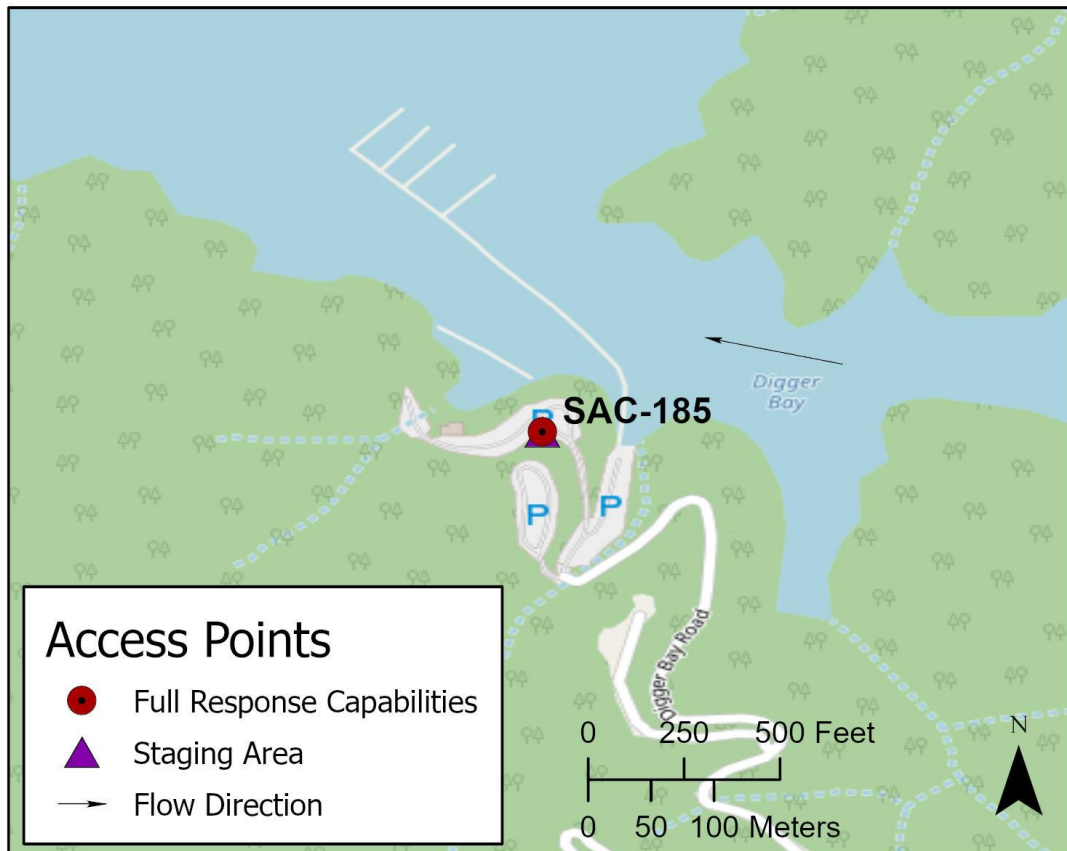 SAC-185
Digger
Bay
P
P
P
Digger Bay Road
Access Points
Full Response Capabilities
Staging Area
Flow Direction
0 250 500 Feet
0 50 100 Meters
N